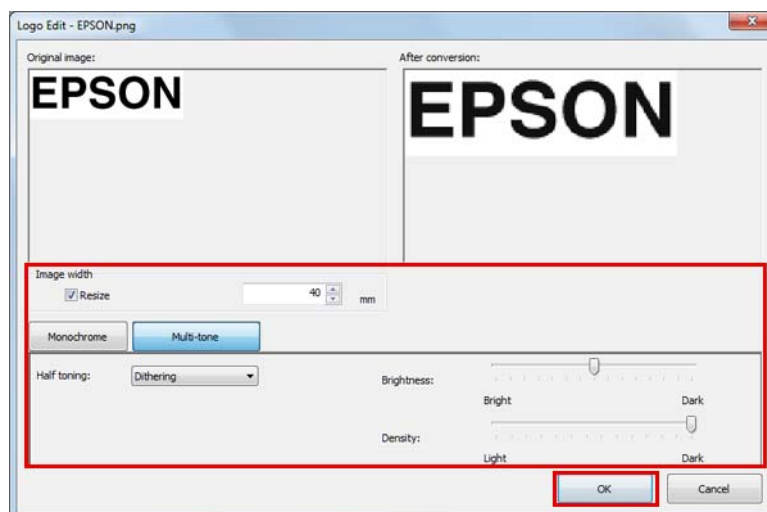 Logo Edit - EPSON.png
Original image:
After conversion:
EPSON
EPSON
Image width
Resize
40
mm
Monochrome
Multi-tone
Half toning:
Dithering
Brightness:
Bright
Dark
Density:
Light
Dark
OK
Cancel